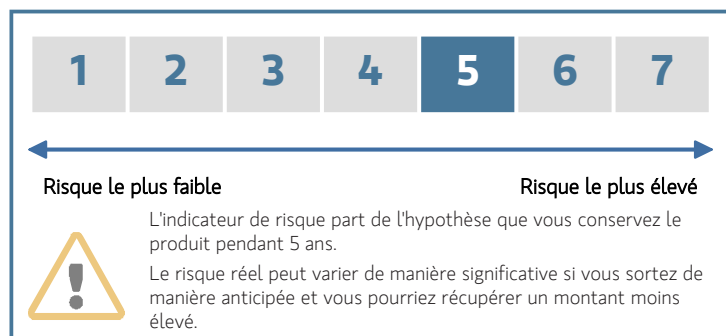 1 2 3 4 5 6 7
Risque le plus faible Risque le plus élevé
L'indicateur de risque part de l'hypothèse que vous conservez le
produit pendant 5 ans.
Le risque réel peut varier de manière significative si vous sortez de
manière anticipée et vous pourriez récupérer un montant moins
élevé.